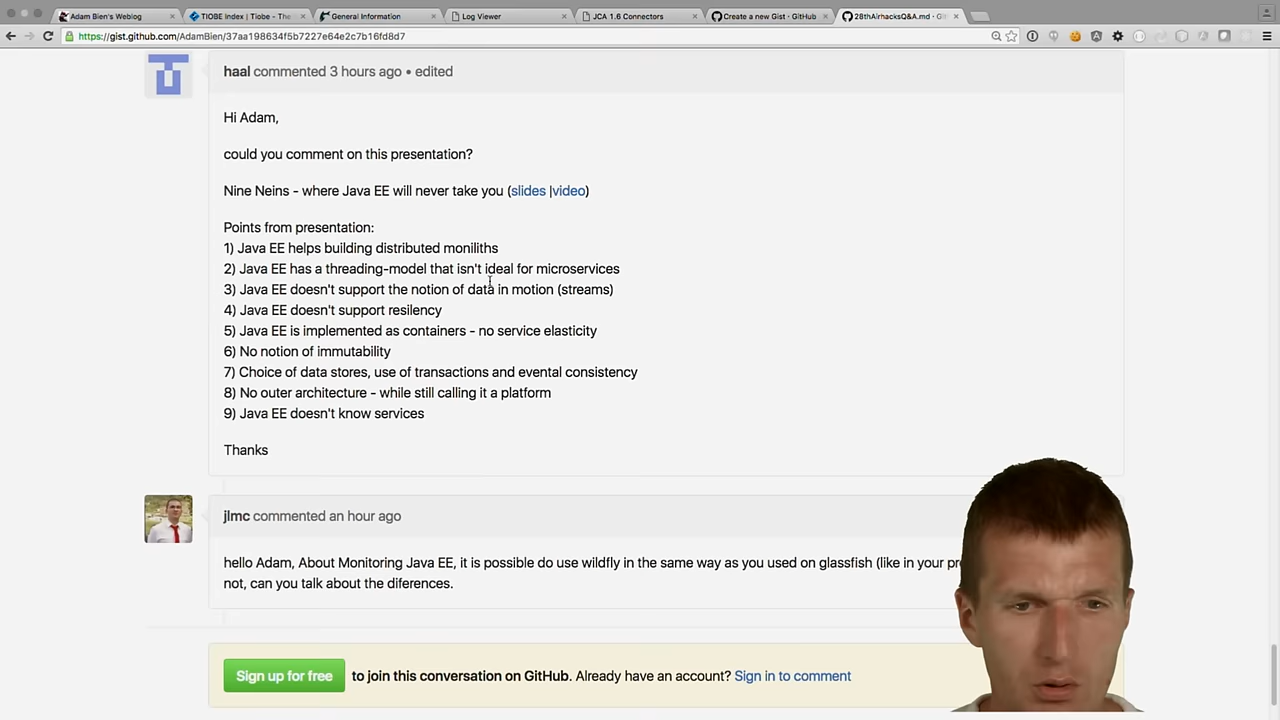 Adam Bien's Weblog
TIOBE Index | Tiobe - The
General Information
Log Viewer
JCA 1.6 Connectors
Create a new Gist · GitHub
28thAirhacksQ&A.md · Gi
https://gist.github.com/AdamBien/37aa198634f5b7227e64e2c7b16fd8d7
haal commented 3 hours ago • edited
Hi Adam,
could you comment on this presentation?
Nine Neins - where Java EE will never take you (slides |video)
Points from presentation:
1) Java EE helps building distributed moniliths
2) Java EE has a threading-model that isn't ideal for microservices
3) Java EE doesn't support the notion of data in motion (streams)
4) Java EE doesn't support resilency
5) Java EE is implemented as containers - no service elasticity
6) No notion of immutability
7) Choice of data stores, use of transactions and evental consistency
8) No outer architecture - while still calling it a platform
9) Java EE doesn't know services
Thanks
jlmc commented an hour ago
hello Adam, About Monitoring Java EE, it is possible do use wildfly in the same way as you used on glassfish (like in your
not, can you talk about the diferences.
Sign up for free to join this conversation on GitHub. Already have an account? Sign in to comment